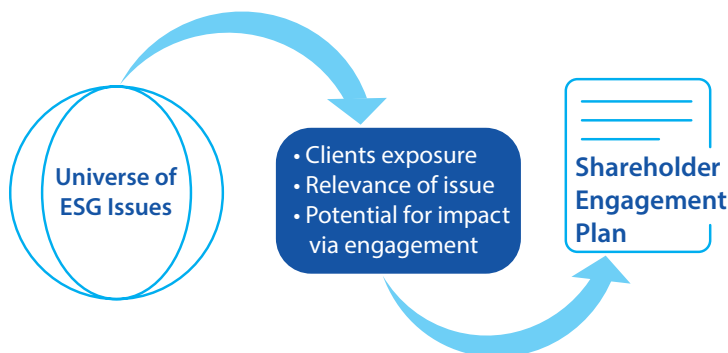 Universe of
ESG Issues
• Clients exposure
• Relevance of issue
• Potential for impact
via engagement
Shareholder
Engagement
Plan